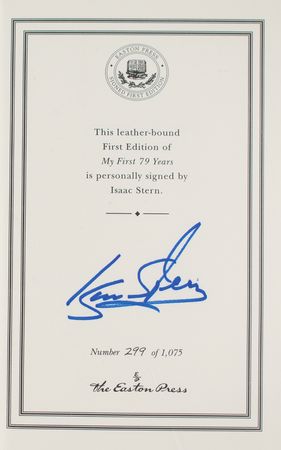 EASTON PRESS
SIGNED FIRST EDITION
This leather-bound
First Edition of
My First 79 Years
is personally signed by
Isaac Stern.
Isaac Stern
Number 299 of 1,075
The Easton Press